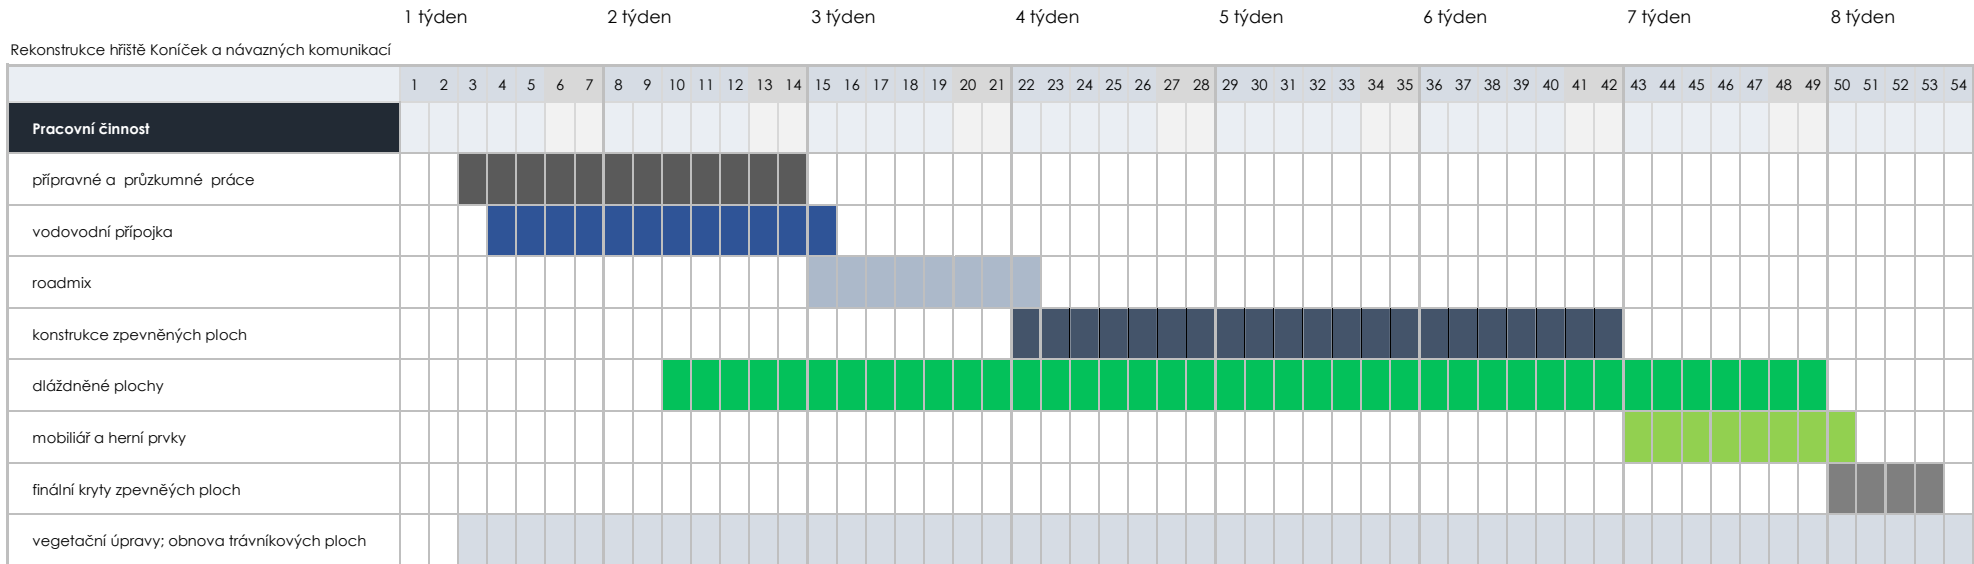 1 týden 2 týden 3 týden 4 týden 5 týden 6 týden 7 týden 8 týden
Rekonstrukce hřiště Koníček a návazných komunikací
1 2 3 4 5 6 7 8 9 10 11 12 13 14 15 16 17 18 19 20 21 22 23 24 25 26 27 28 29 30 31 32 33 34 35 36 37 38 39 40 41 42 43 44 45 46 47 48 49 50 51 52 53 54
Pracovní činnost
přípravné a průzkumné práce
vodovodní přípojka
roadmix
konstrukce zpevněných ploch
dláždněné plochy
mobiliář a herní prvky
finální kryty zpevněých ploch
vegetační úpravy; obnova trávníkových ploch